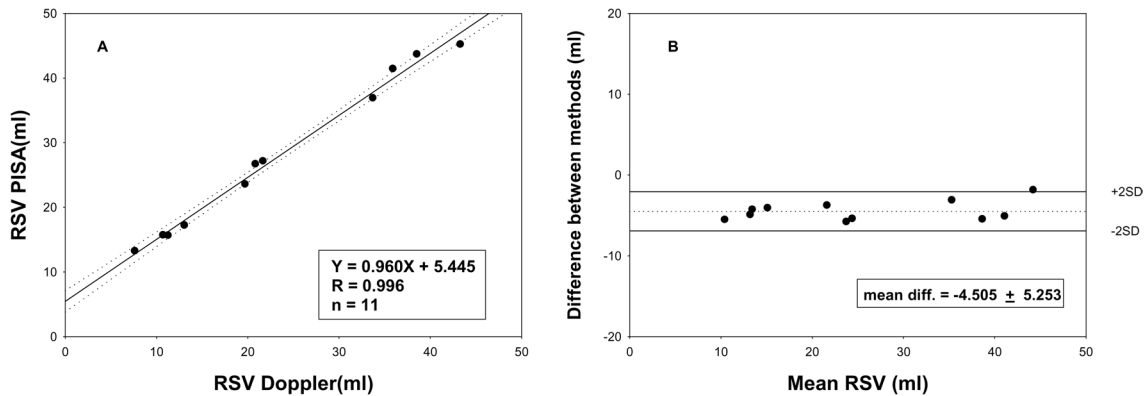 A
50
40
30
20
10
0
RSV PISA(ml)
Y = 0.960X + 5.445
R = 0.996
n = 11
0 10 20 30 40 50
RSV Doppler(ml)
B
20
10
0
-10
-20
Difference between methods (ml)
+2SD
-2SD
mean diff. = -4.505 ± 5.253
0 10 20 30 40 50
Mean RSV (ml)